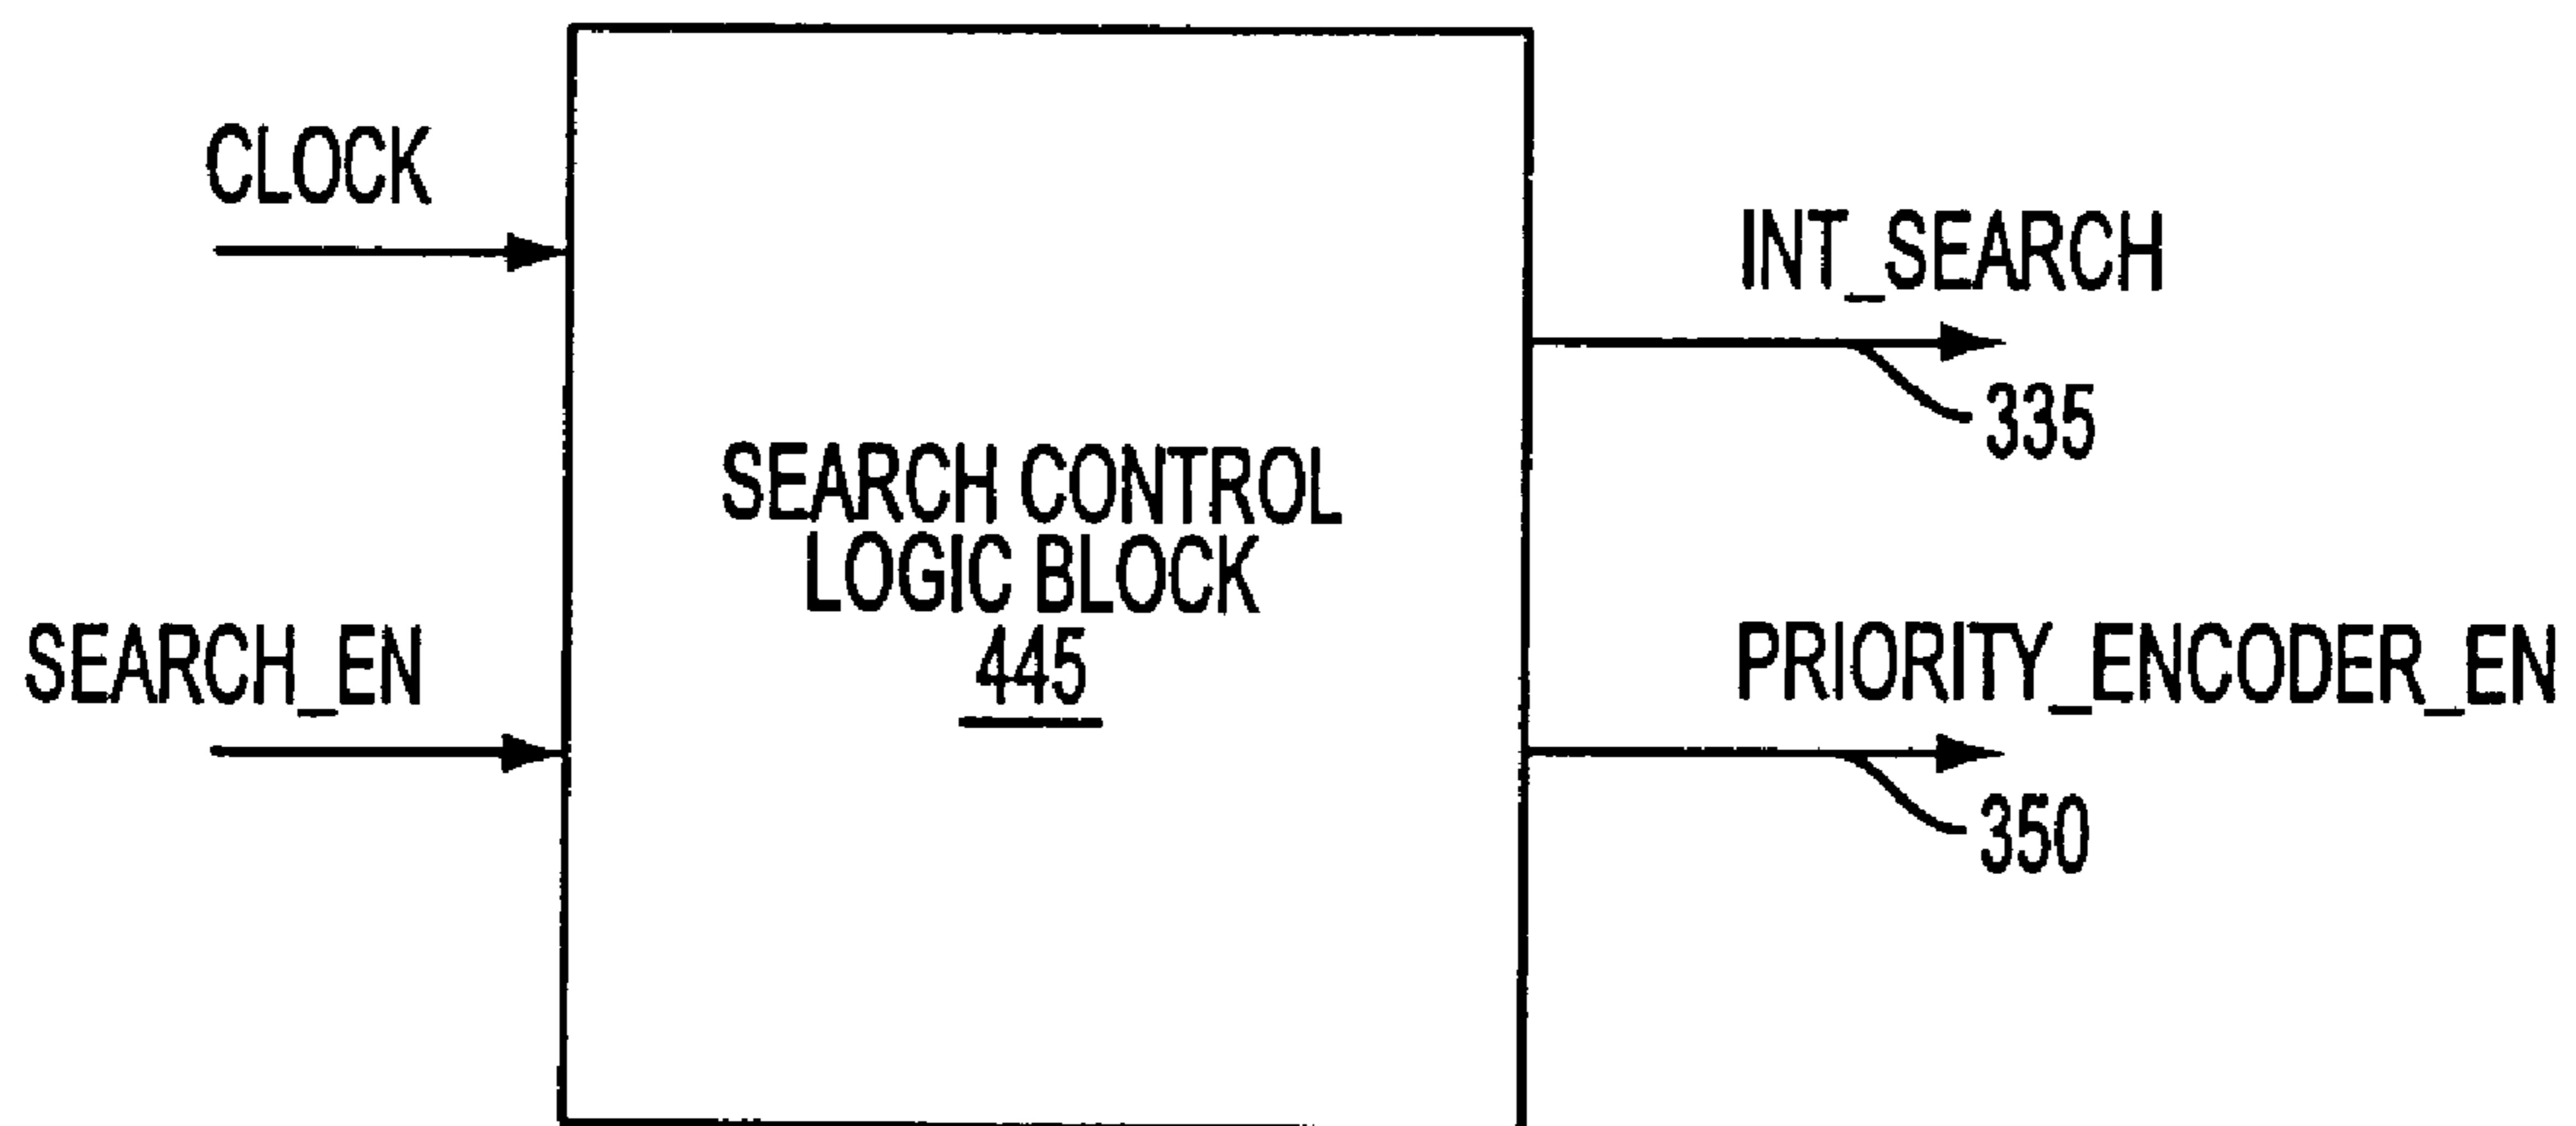 CLOCK
SEARCH_EN
SEARCH CONTROL
LOGIC BLOCK
445
INT_SEARCH
335
PRIORITY_ENCODER_EN
350